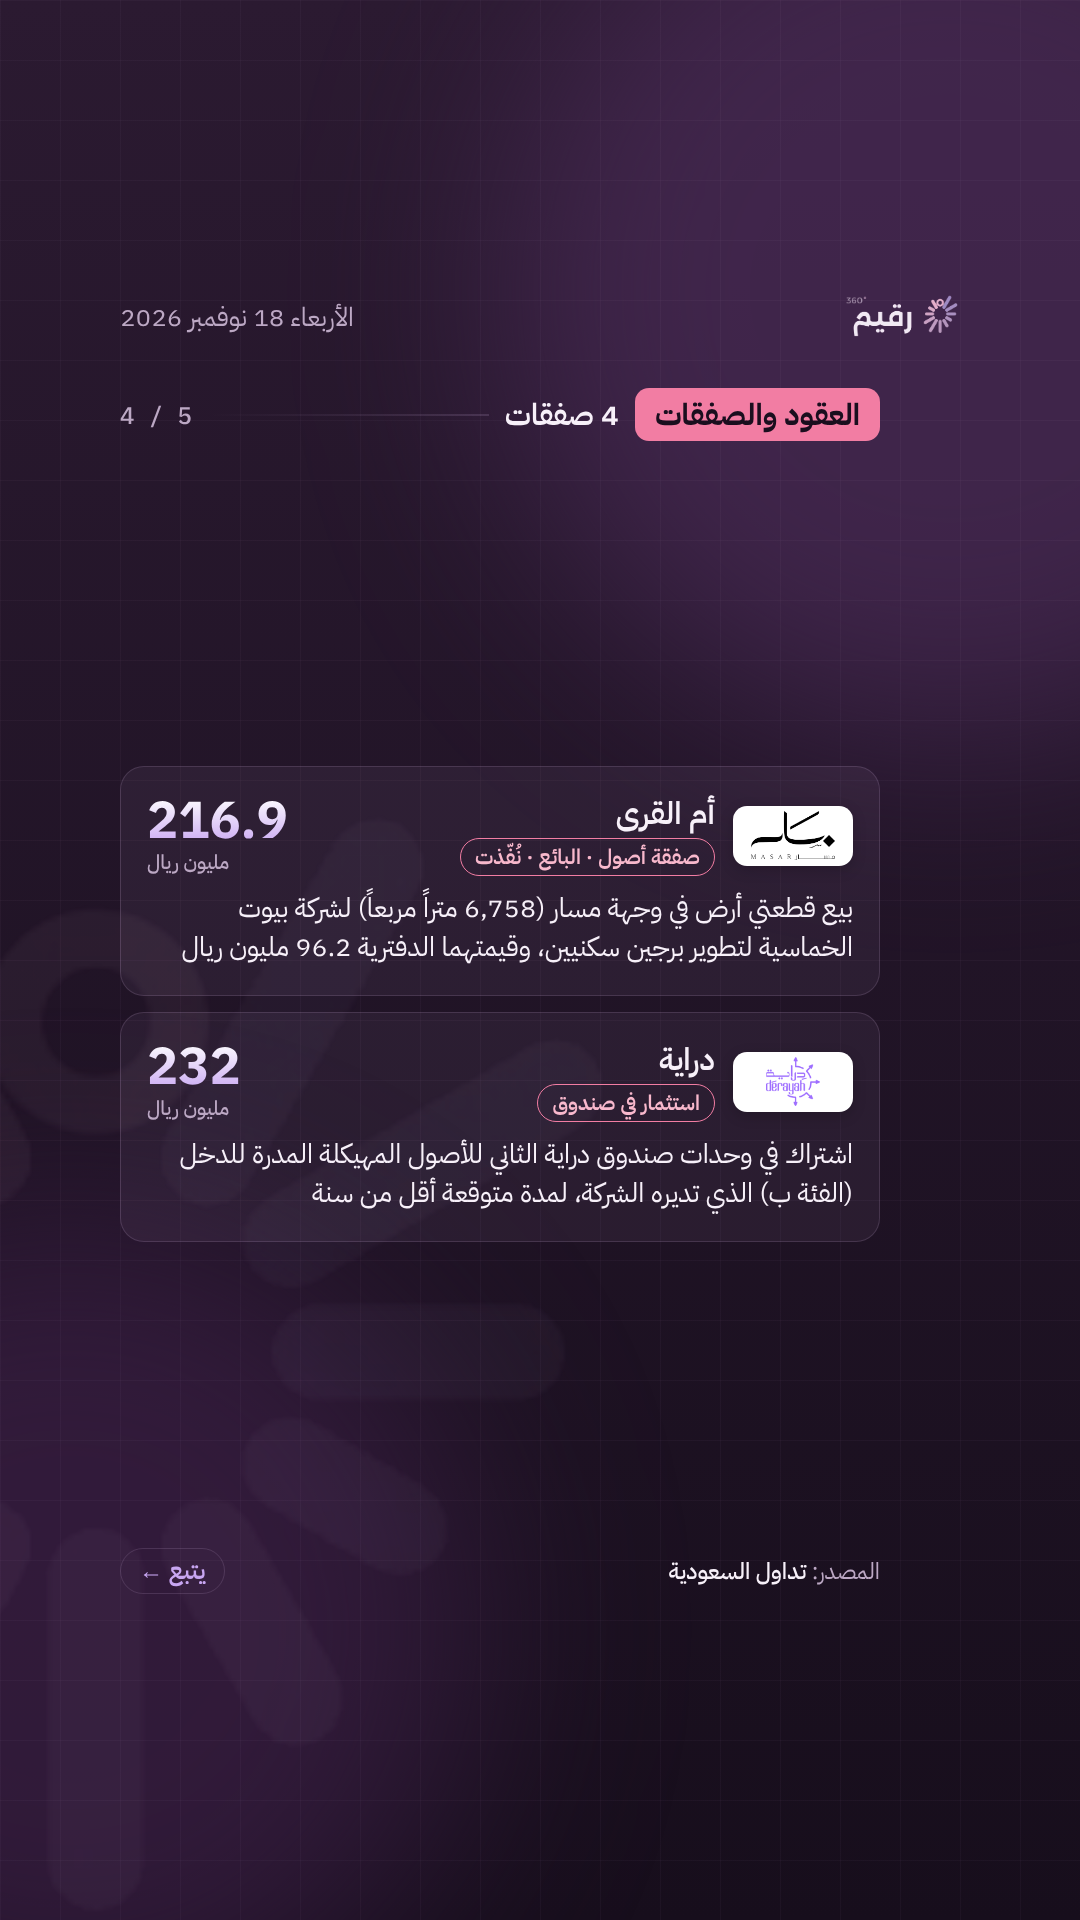 رقيم
360°
الأربعاء 18 نوفمبر 2026
العقود والصفقات
4 صفقات
4 / 5
مسار
MASAR
أم القرى
صفقة أصول · البائع · نُفّذت
216.9
مليون ريال
بيع قطعتي أرض في وجهة مسار (6,758 متراً مربعاً) لشركة بيوت
الخماسية لتطوير برجين سكنيين، وقيمتهما الدفترية 96.2 مليون ريال
دراية
derayah
دراية
استثمار في صندوق
232
مليون ريال
اشتراك في وحدات صندوق دراية الثاني للأصول المهيكلة المدرة للدخل
(الفئة ب) الذي تديره الشركة، لمدة متوقعة أقل من سنة
المصدر: تداول السعودية
يتبع ←